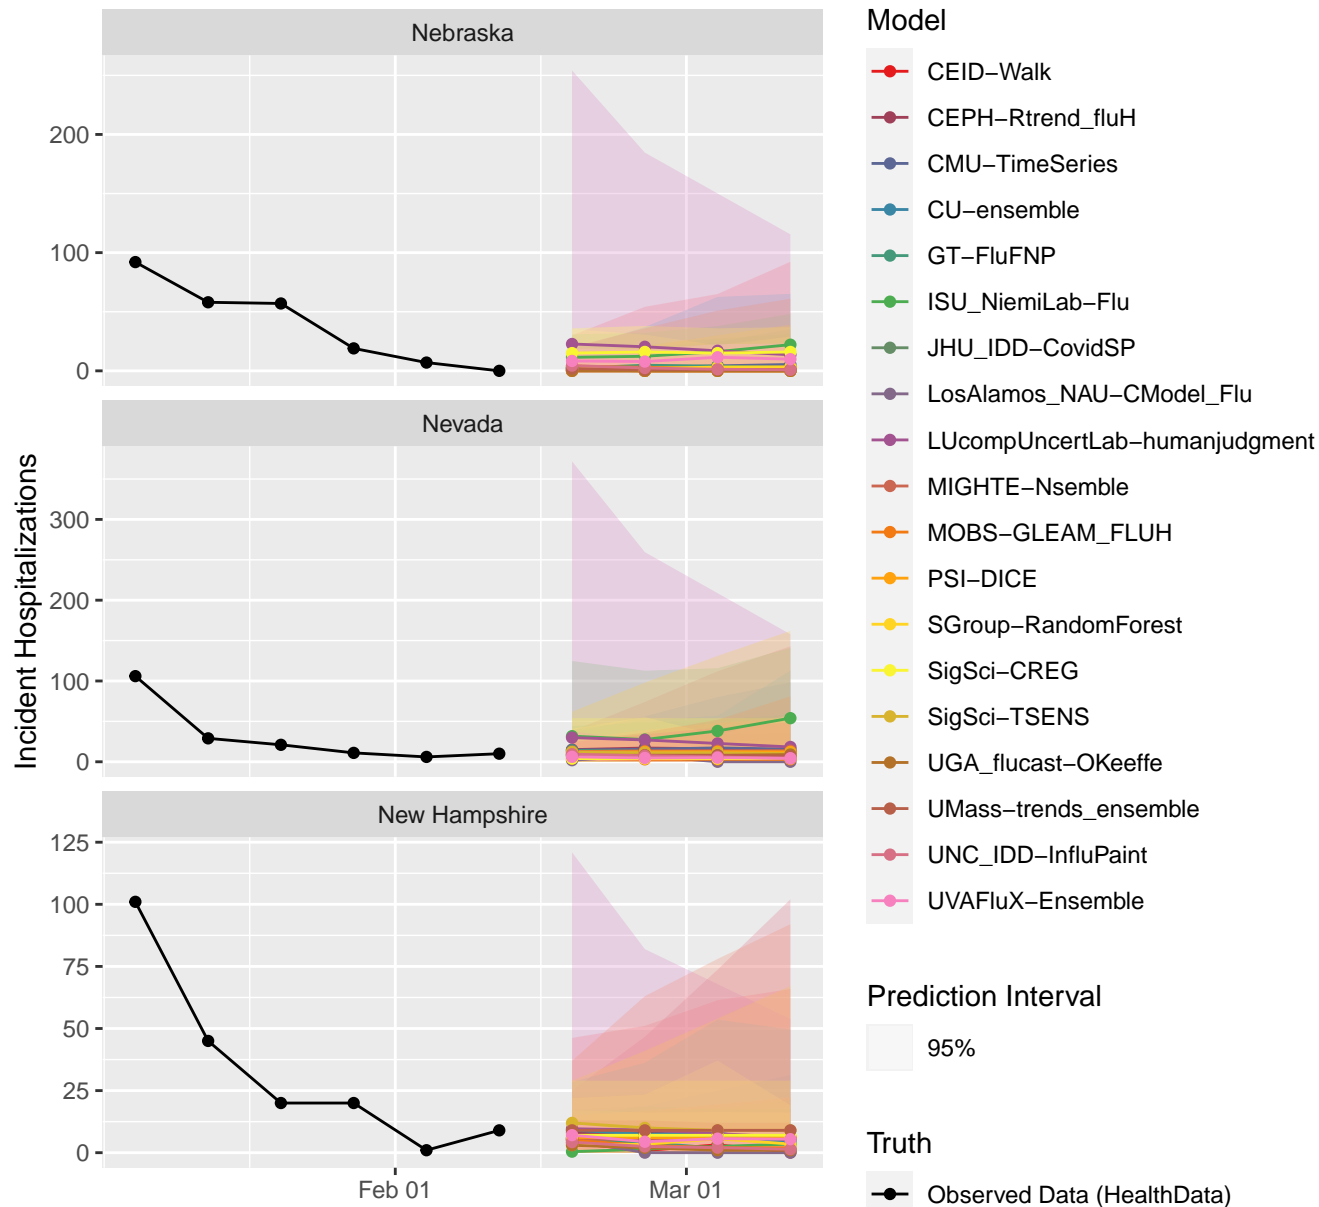 Nebraska
200
100
0
Nevada
300
200
100
0
New Hampshire
125
100
75
50
25
0
Feb 01
Mar 01
Incident Hospitalizations
Model
CEID−Walk
CEPH−Rtrend_fluH
CMU−TimeSeries
CU−ensemble
GT−FluFNP
ISU_NiemiLab−Flu
JHU_IDD−CovidSP
LosAlamos_NAU−CModel_Flu
LUcompUncertLab−humanjudgment
MIGHTE−Nsemble
MOBS−GLEAM_FLUH
PSI−DICE
SGroup−RandomForest
SigSci−CREG
SigSci−TSENS
UGA_flucast−OKeeffe
UMass−trends_ensemble
UNC_IDD−InfluPaint
UVAFluX−Ensemble
Prediction Interval
95%
Truth
Observed Data (HealthData)